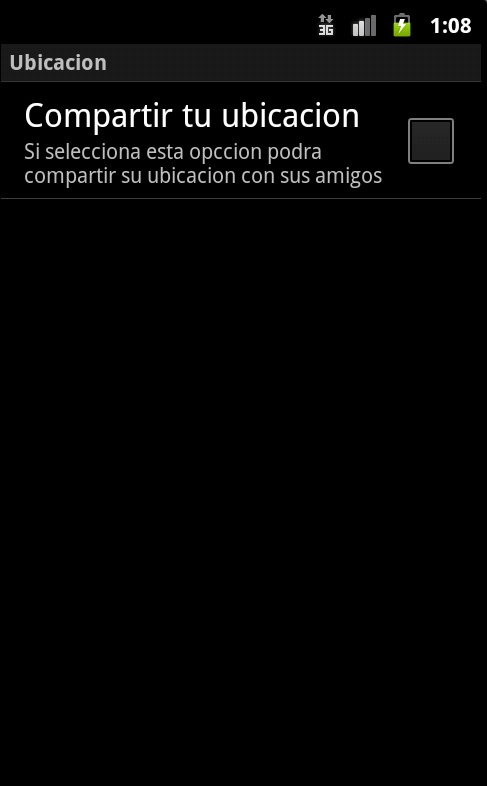 3G 1:08
Ubicacion
Compartir tu ubicacion
Si selecciona esta opccion podra
compartir su ubicacion con sus amigos